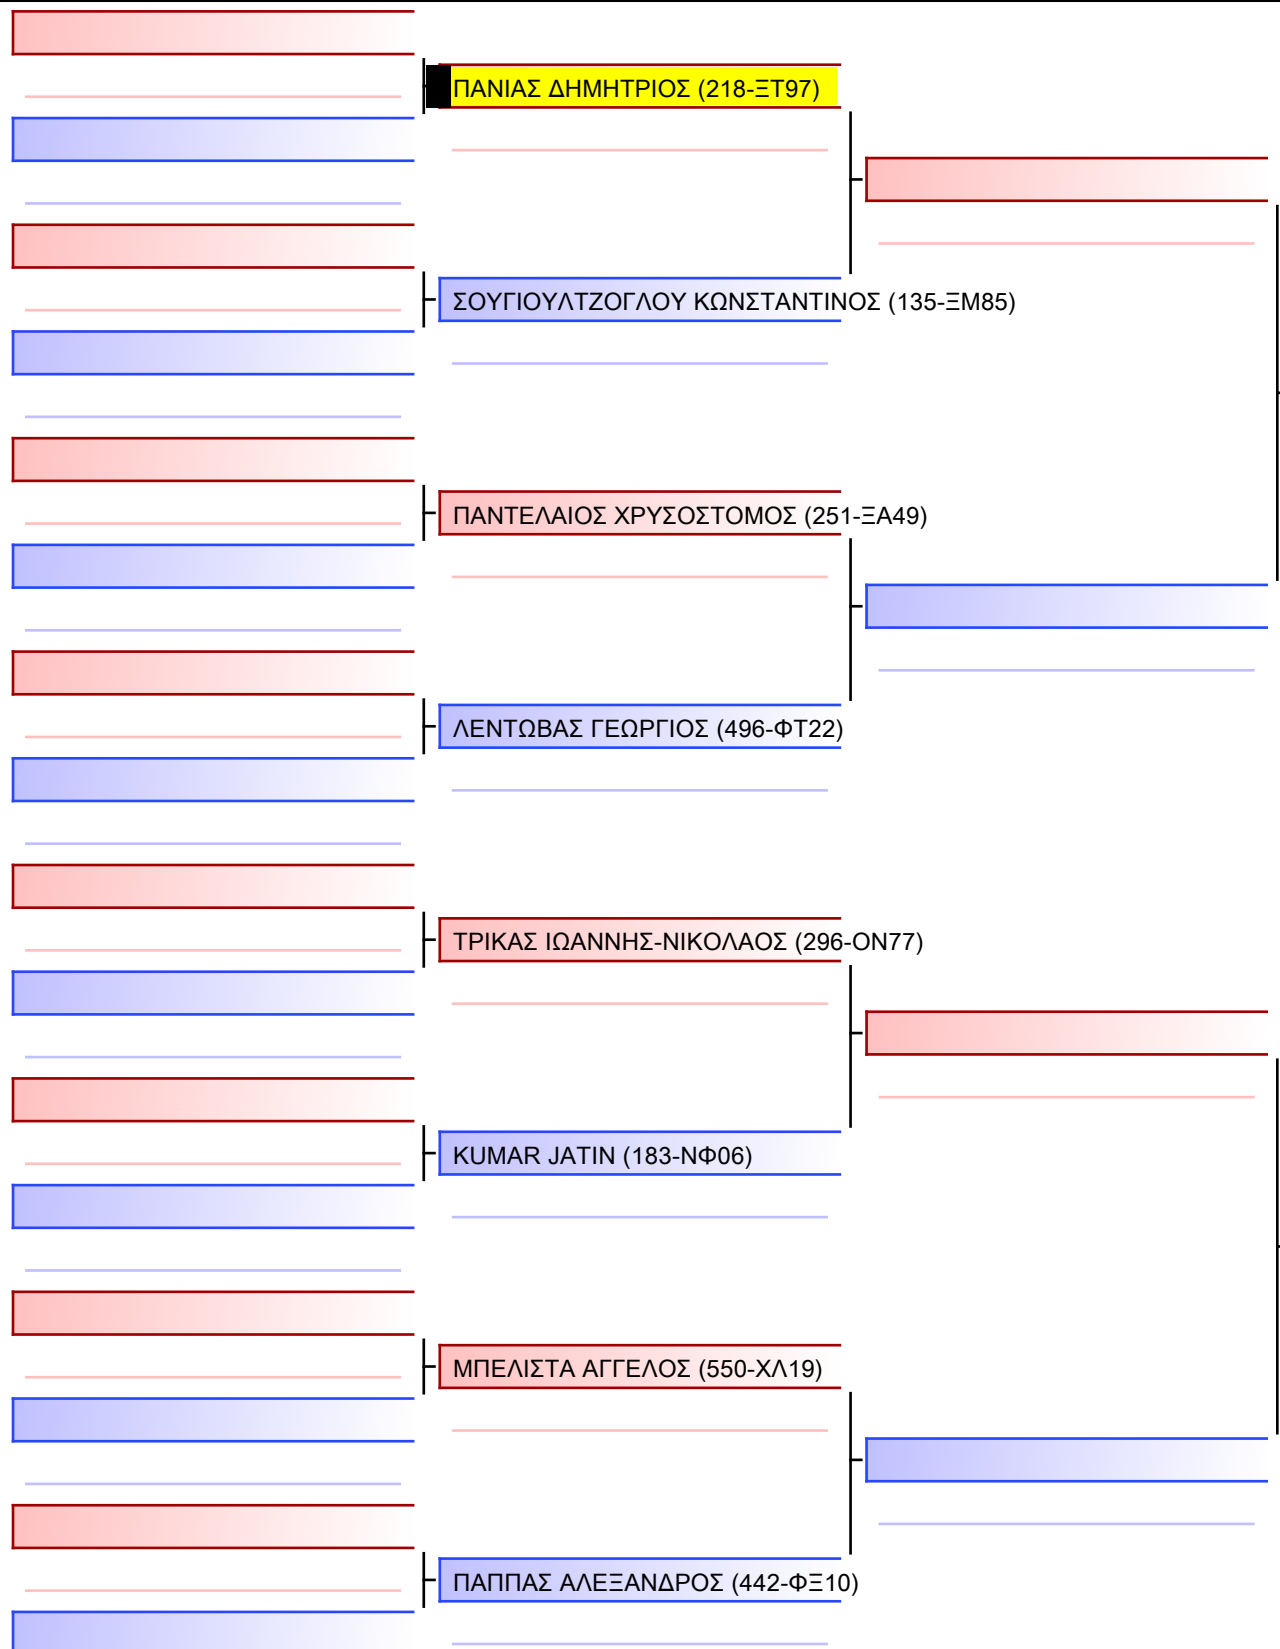 ΠΑΝΙΑΣ ΔΗΜΗΤΡΙΟΣ (218-ΞΤ97)
ΣΟΥΓΙΟΥΛΤΖΟΓΛΟΥ ΚΩΝΣΤΑΝΤΙΝΟΣ (135-ΞΜ85)
ΠΑΝΤΕΛΑΙΟΣ ΧΡΥΣΟΣΤΟΜΟΣ (251-ΞΑ49)
ΛΕΝΤΩΒΑΣ ΓΕΩΡΓΙΟΣ (496-ΦΤ22)
ΤΡΙΚΑΣ ΙΩΑΝΝΗΣ-ΝΙΚΟΛΑΟΣ (296-ΟΝ77)
KUMAR JATIN (183-ΝΦ06)
ΜΠΕΛΙΣΤΑ ΑΓΓΕΛΟΣ (550-ΧΛ19)
ΠΑΠΠΑΣ ΑΛΕΞΑΝΔΡΟΣ (442-ΦΞ10)